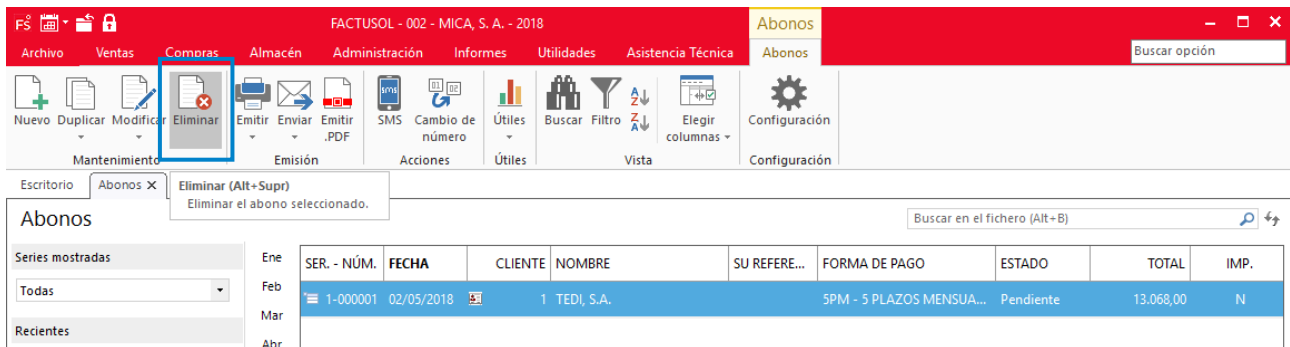 FS FACTUSOL - 002 - MICA, S. A. - 2018 Abonos
Archivo Ventas Compras Almacén Administración Informes Utilidades Asistencia Técnica Abonos Buscar opción
Nuevo Duplicar Modificar Eliminar Emitir Enviar Emitir .PDF SMS Cambio de número Útiles Buscar Filtro Elegir columnas Configuración
Mantenimiento Emisión Acciones Útiles Vista Configuración
Escritorio Abonos
Eliminar (Alt+Supr)
Eliminar el abono seleccionado.
Abonos Buscar en el fichero (Alt+B)
Series mostradas
Todas
Recientes
Ene
Feb
Mar
Abr
SER. - NÚM. FECHA CLIENTE NOMBRE SU REFERE... FORMA DE PAGO ESTADO TOTAL IMP.
1-000001 02/05/2018 1 TEDI, S.A. 5PM - 5 PLAZOS MENSUA... Pendiente 13.068,00 N